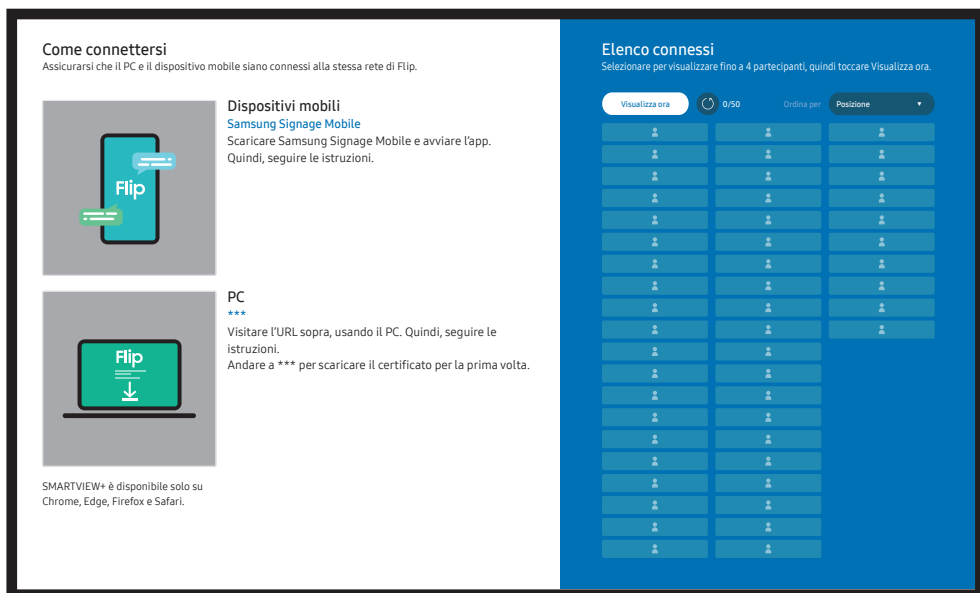 Come connettersi
Assicurarsi che il PC e il dispositivo mobile siano connessi alla stessa rete di Flip.
Flip
Dispositivi mobili
Samsung Signage Mobile
Scaricare Samsung Signage Mobile e avviare l'app.
Quindi, seguire le istruzioni.
Flip
PC
***
Visitare l'URL sopra, usando il PC. Quindi, seguire le
istruzioni.
Andare a *** per scaricare il certificato per la prima volta.
SMARTVIEW+ è disponibile solo su
Chrome, Edge, Firefox e Safari.
Elenco connessi
Selezionare per visualizzare fino a 4 partecipanti, quindi toccare Visualizza ora.
Visualizza ora
0/50
Ordina per
Posizione